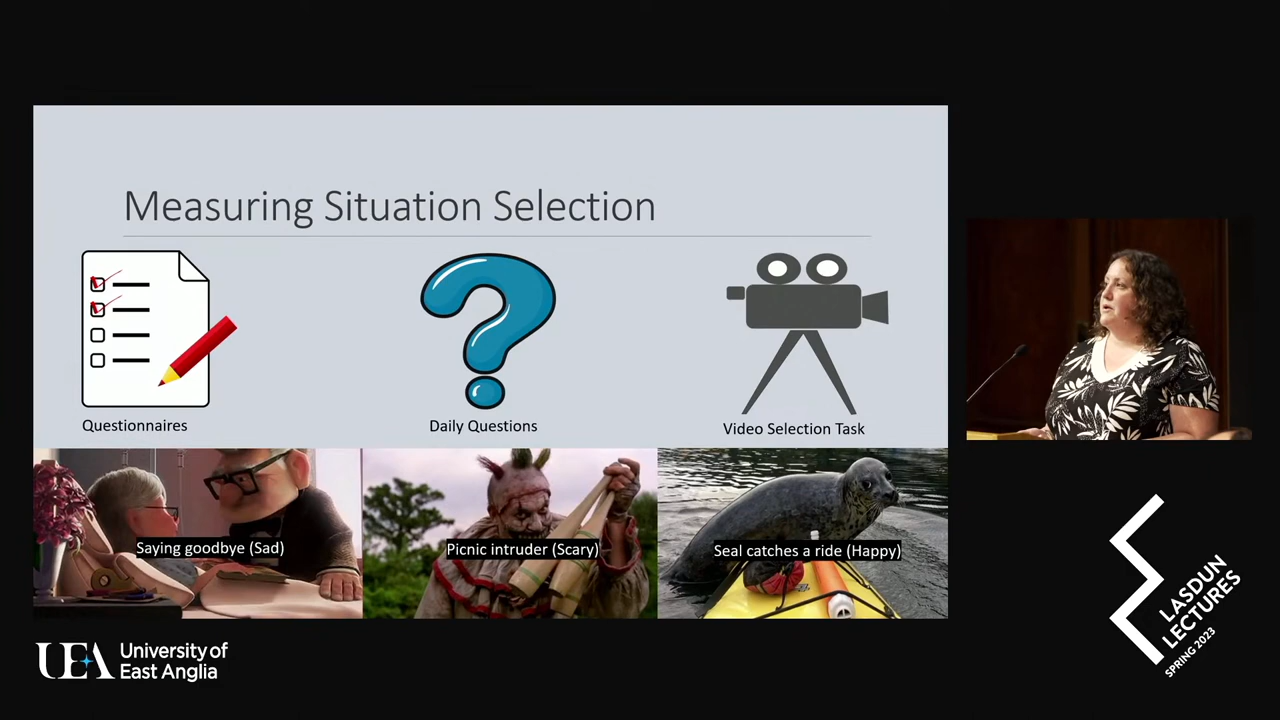 Measuring Situation Selection
Questionnaires
Daily Questions
Video Selection Task
Saying goodbye (Sad)
Picnic intruder (Scary)
Seal catches a ride (Happy)
UEA University of
East Anglia
LASDUN
LECTURES
SPRING 2023